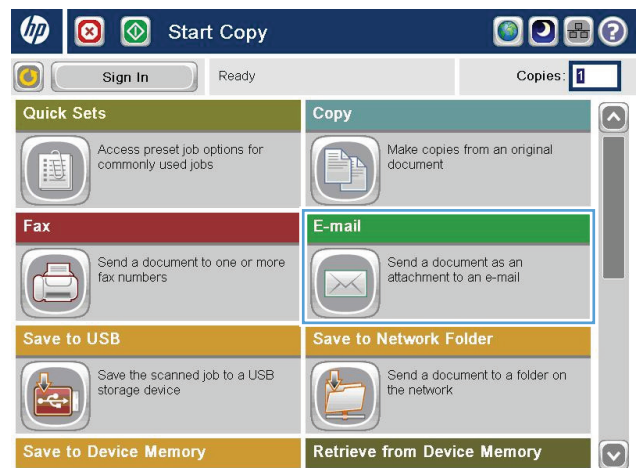 hp
Start Copy
?
Sign In
Ready
Copies: 1
Quick Sets
Copy
Access preset job options for
commonly used jobs
Make copies from an original
document
Fax
E-mail
Send a document to one or more
fax numbers
Send a document as an
attachment to an e-mail
Save to USB
Save to Network Folder
Save the scanned job to a USB
storage device
Send a document to a folder on
the network
Save to Device Memory
Retrieve from Device Memory